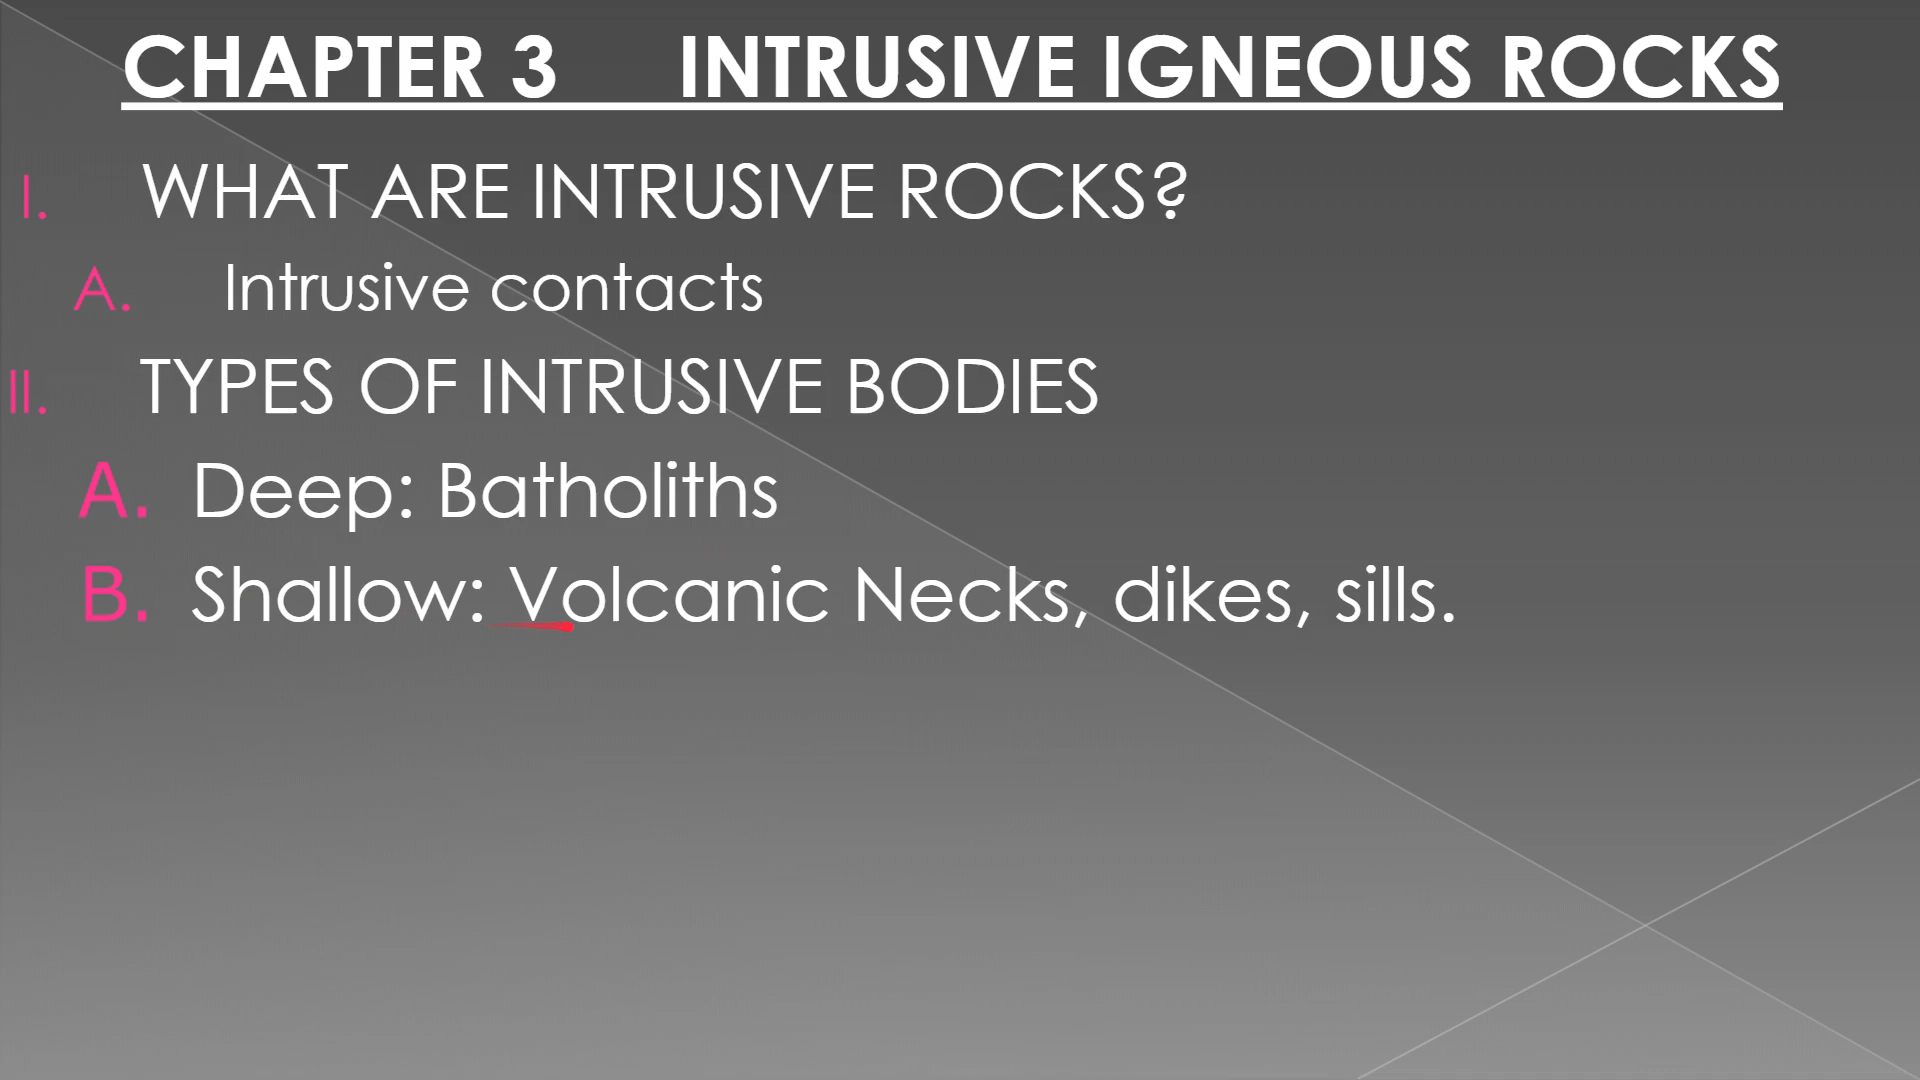 CHAPTER 3 INTRUSIVE IGNEOUS ROCKS
I. WHAT ARE INTRUSIVE ROCKS?
A. Intrusive contacts
II. TYPES OF INTRUSIVE BODIES
A. Deep: Batholiths
B. Shallow: Volcanic Necks, dikes, sills.